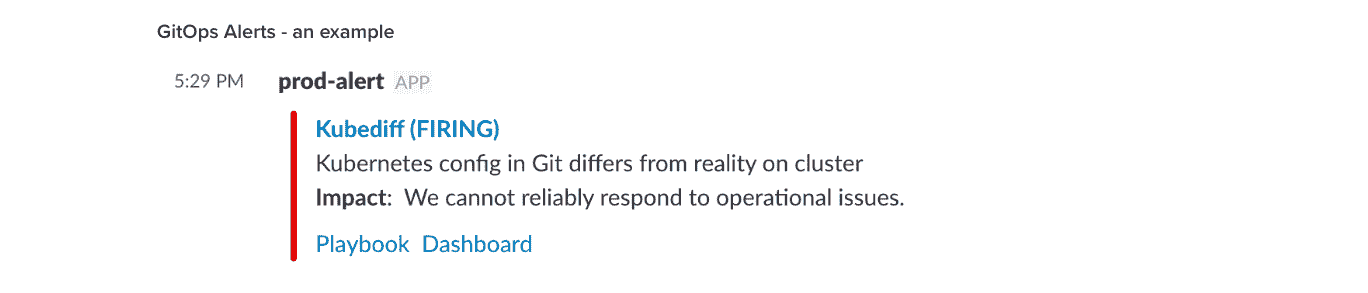 GitOps Alerts - an example
5:29 PM prod-alert APP
Kubediff (FIRING)
Kubernetes config in Git differs from reality on cluster
Impact: We cannot reliably respond to operational issues.
Playbook Dashboard